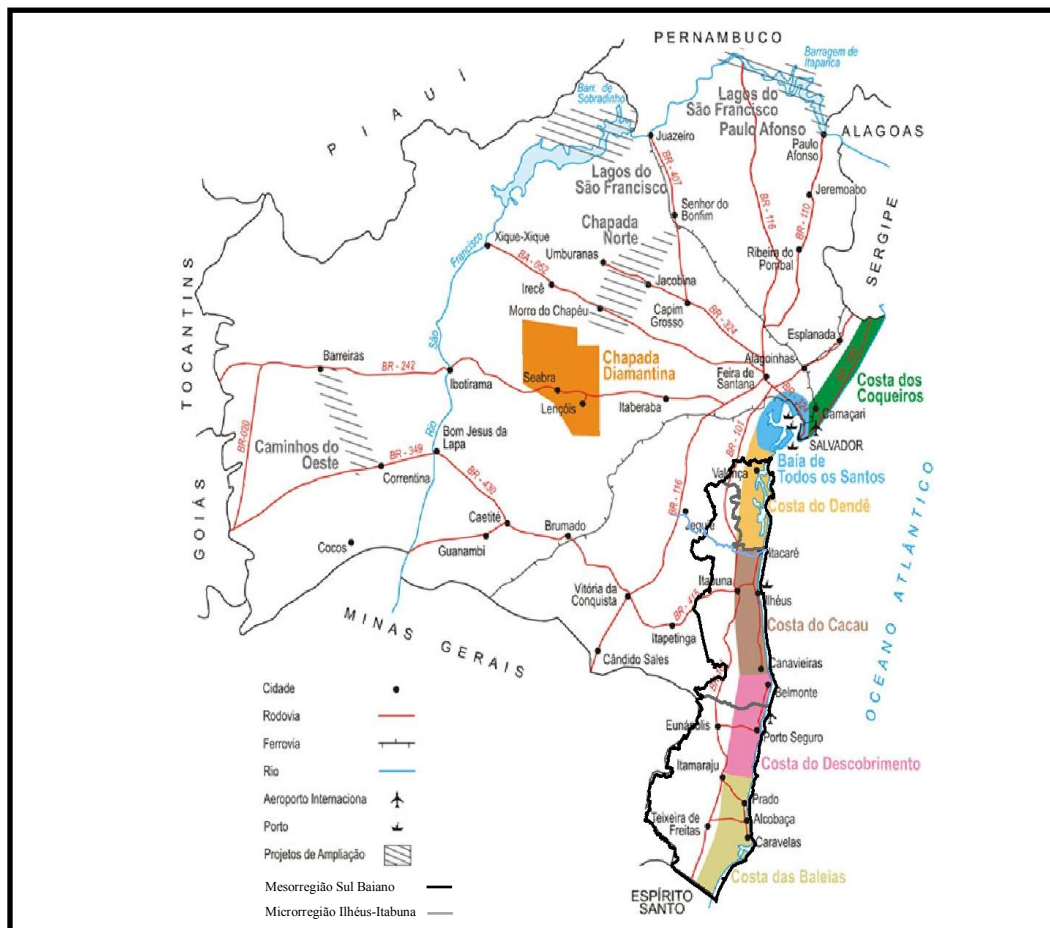 PERNAMBUCO
Barragem de
Itaparica
PIAUÍ
Barr. de
Sobradinho
Lagos do
São Francisco
Paulo Afonso
ALAGOAS
Juazeiro
Paulo
Afonso
BR - 407
Lagos do
São Francisco
Jeremoabo
Senhor do
Bonfim
BR - 116
BR - 110
SERGIPE
Chapada
Norte
Francisco
Xique-Xique
Umburanas
Ribeira do
Pombal
BA - 052
Irecê
Jacobina
TOCANTINS
Morro do Chapéu
Capim
Grosso
BR - 324
Esplanada
São
Barreiras
BR - 242
Ibotirama
Chapada
Diamantina
Alagoinhas
Feira de
Santana
Seabra
Lençóis
Itaberaba
Costa dos
Coqueiros
Camaçari
SALVADOR
BR-020
Caminhos do
Oeste
Rio
Bom Jesus da
Lapa
BR - 349
Correntina
BR - 430
BR - 101
Baía de
Todos os Santos
Valença
BR - 116
Costa do Dendê
GOIÁS
Caetité
Brumado
Jequié
Cocos
Guanambi
Itacaré
OCEANO ATLÂNTICO
Itabuna
Ilhéus
Vitória da
Conquista
BR - 415
Costa do Cacau
MINAS GERAIS
Itapetinga
Cândido Sales
Canavieiras
Belmonte
Cidade
Rodovia
Eunápolis
Porto Seguro
Ferrovia
Itamaraju
Costa do Descobrimento
Rio
Aeroporto Internaciona
Prado
Porto
Teixeira de
Freitas
Alcobaça
Caravelas
Projetos de Ampliação
Costa das Baleias
Mesorregião Sul Baiano
ESPÍRITO
SANTO
Microrregião Ilhéus-Itabuna